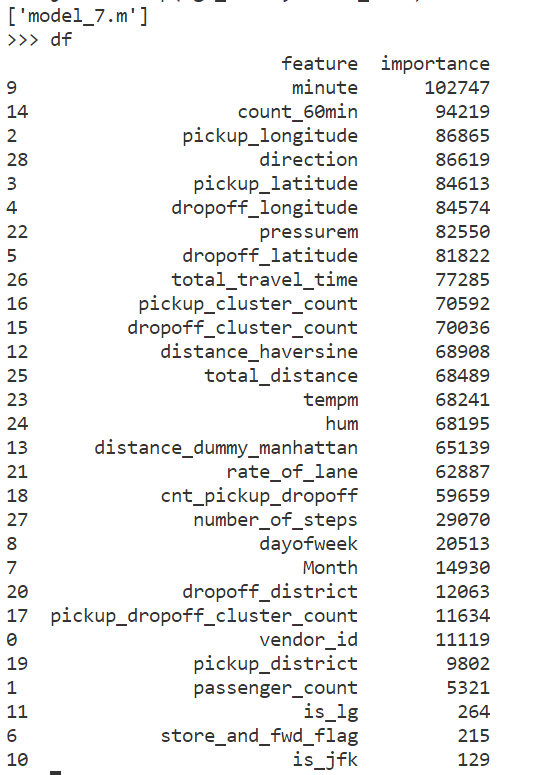 ['model_7.m']
>>> df
feature importance
9 minute 102747
14 count_60min 94219
2 pickup_longitude 86865
28 direction 86619
3 pickup_latitude 84613
4 dropoff_longitude 84574
22 pressurem 82550
5 dropoff_latitude 81822
26 total_travel_time 77285
16 pickup_cluster_count 70592
15 dropoff_cluster_count 70036
12 distance_haversine 68908
25 total_distance 68489
23 tempm 68241
24 hum 68195
13 distance_dummy_manhattan 65139
21 rate_of_lane 62887
18 cnt_pickup_dropoff 59659
27 number_of_steps 29070
8 dayofweek 20513
7 Month 14930
20 dropoff_district 12063
17 pickup_dropoff_cluster_count 11634
0 vendor_id 11119
19 pickup_district 9802
1 passenger_count 5321
11 is_lg 264
6 store_and_fwd_flag 215
10 is_jfk 129